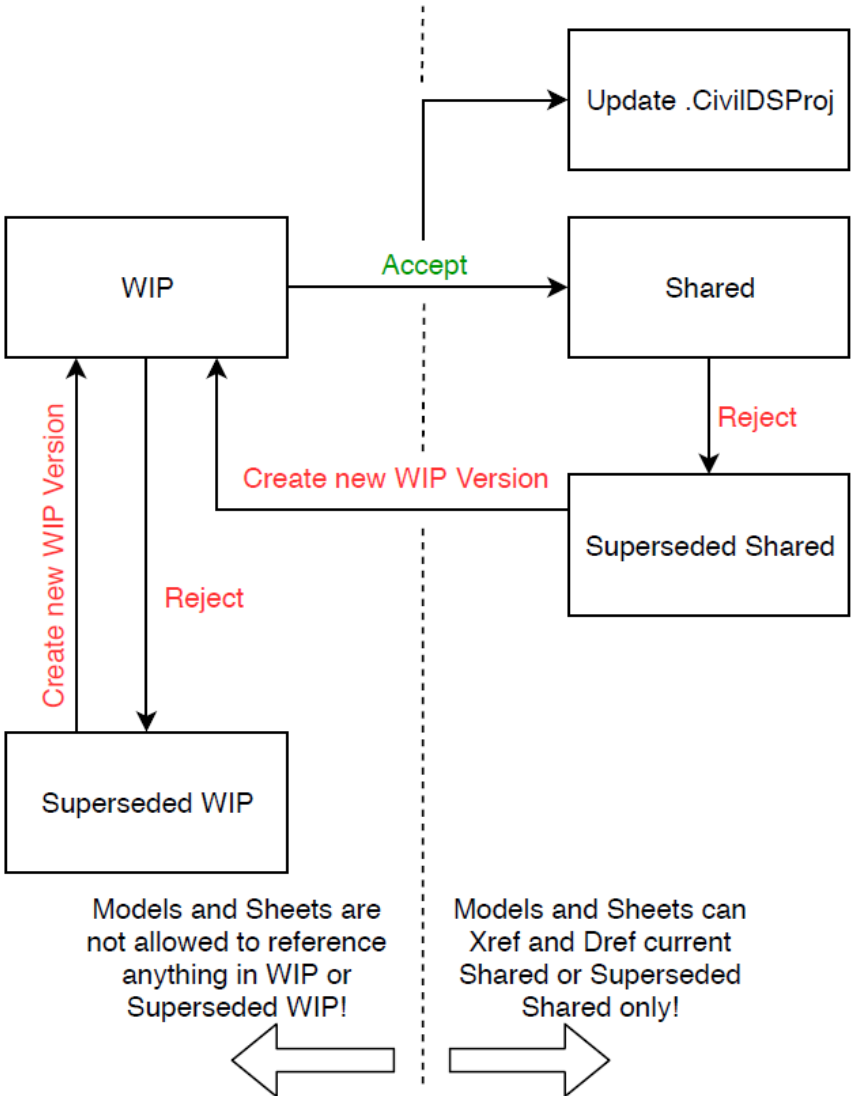 Update .CivilDSProj
WIP
Accept
Shared
Reject
Create new WIP Version
Create new WIP Version
Superseded Shared
Reject
Superseded WIP
Models and Sheets are
not allowed to reference
anything in WIP or
Superseded WIP!
Models and Sheets can
Xref and Dref current
Shared or Superseded
Shared only!